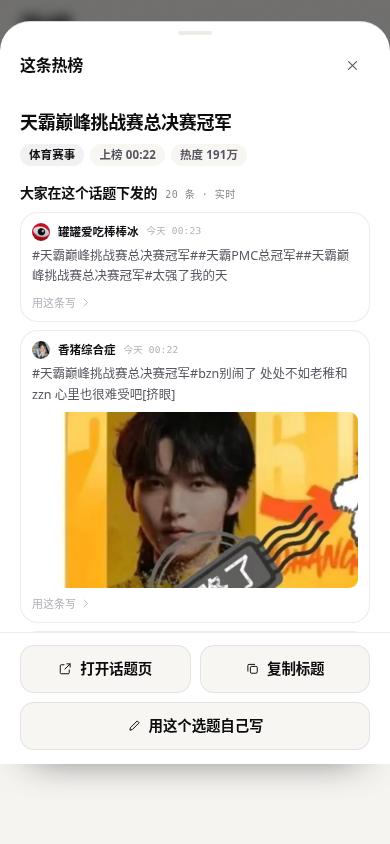 这条热榜
天霸巅峰挑战赛总决赛冠军
体育赛事
上榜 00:22
热度 191万
大家在这个话题下发的 20 条 · 实时
罐罐爱吃棒棒冰 今天 00:23
#天霸巅峰挑战赛总决赛冠军##天霸PMC总冠军##天霸巅
峰挑战赛总决赛冠军#太强了我的天
用这条写
香猪综合症 今天 00:22
#天霸巅峰挑战赛总决赛冠军#bzn别闹了 处处不如老稚和
zzn 心里也很难受吧[挤眼]
用这条写
打开话题页
复制标题
用这个选题自己写